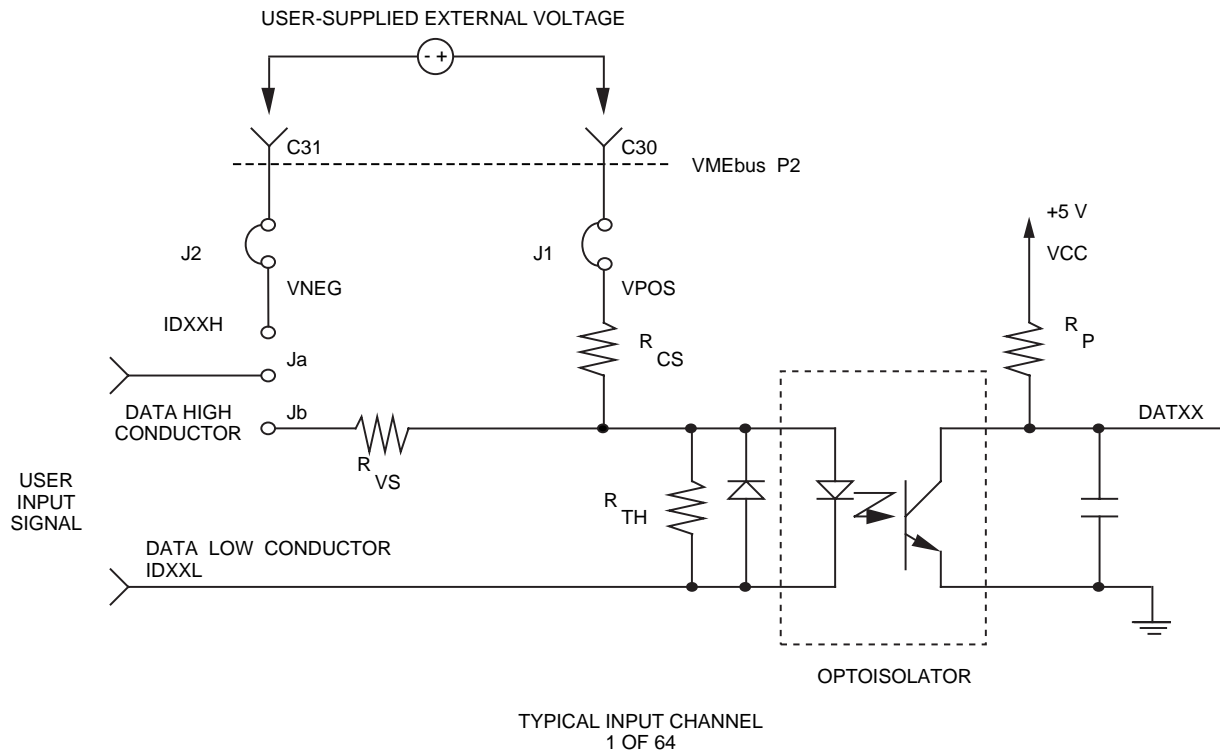 USER-SUPPLIED EXTERNAL VOLTAGE
- +
C31
C30
VMEbus P2
+5 V
VCC
J2
J1
VNEG
VPOS
IDXXH
R CS
R P
Ja
DATA HIGH
CONDUCTOR
Jb
DATXX
R VS
USER
INPUT
SIGNAL
R TH
DATA LOW CONDUCTOR
IDXXL
OPTOISOLATOR
TYPICAL INPUT CHANNEL
1 OF 64